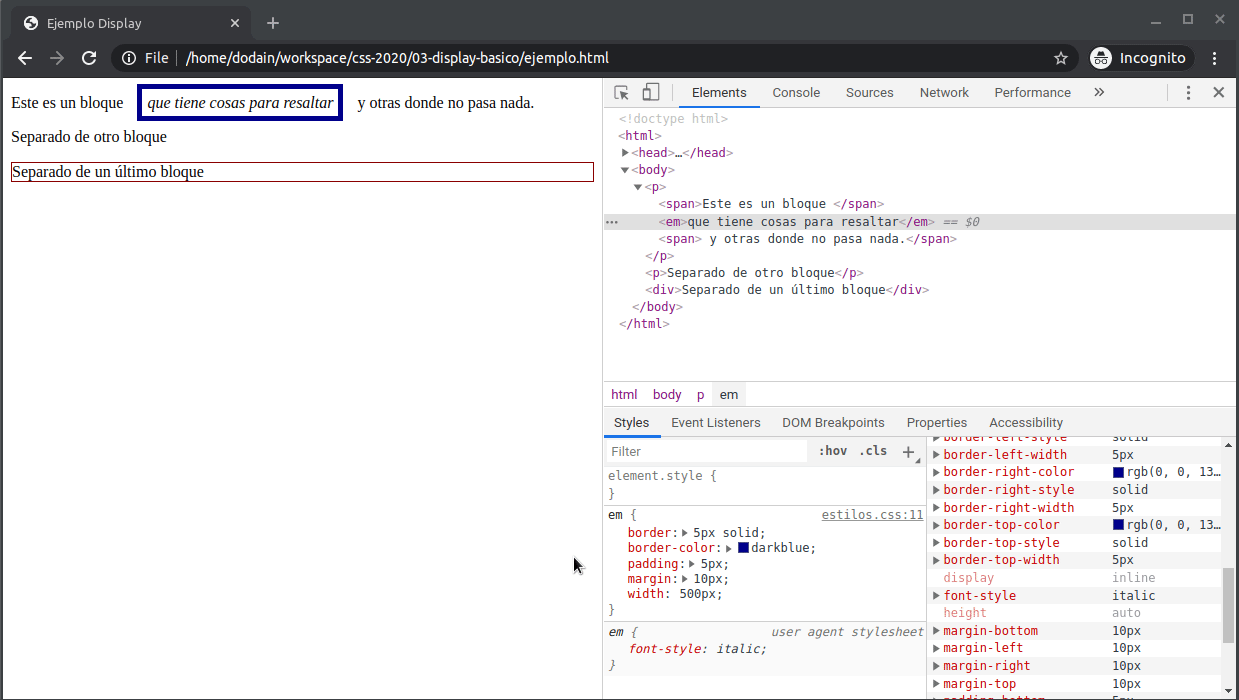 Ejemplo Display
File /home/dodain/workspace/css-2020/03-display-basico/ejemplo.html Incognito
Este es un bloque que tiene cosas para resaltar y otras donde no pasa nada.
Separado de otro bloque
Separado de un último bloque
Elements Console Sources Network Performance »
<!doctype html>
<html>
<head>…</head>
<body>
<p>
<span>Este es un bloque </span>
<em>que tiene cosas para resaltar</em> == $0
<span> y otras donde no pasa nada.</span>
</p>
<p>Separado de otro bloque</p>
<div>Separado de un último bloque</div>
</body>
</html>
html body p em
Styles Event Listeners DOM Breakpoints Properties Accessibility
Filter :hov .cls +
element.style {
}
em { estilos.css:11
border: 5px solid;
border-color: darkblue;
padding: 5px;
margin: 10px;
width: 500px;
}
em { user agent stylesheet
font-style: italic;
}
border-left-style solid
border-left-width 5px
border-right-color rgb(0, 0, 13…
border-right-style solid
border-right-width 5px
border-top-color rgb(0, 0, 13…
border-top-style solid
border-top-width 5px
display inline
font-style italic
height auto
margin-bottom 10px
margin-left 10px
margin-right 10px
margin-top 10px
padding-bottom 5px